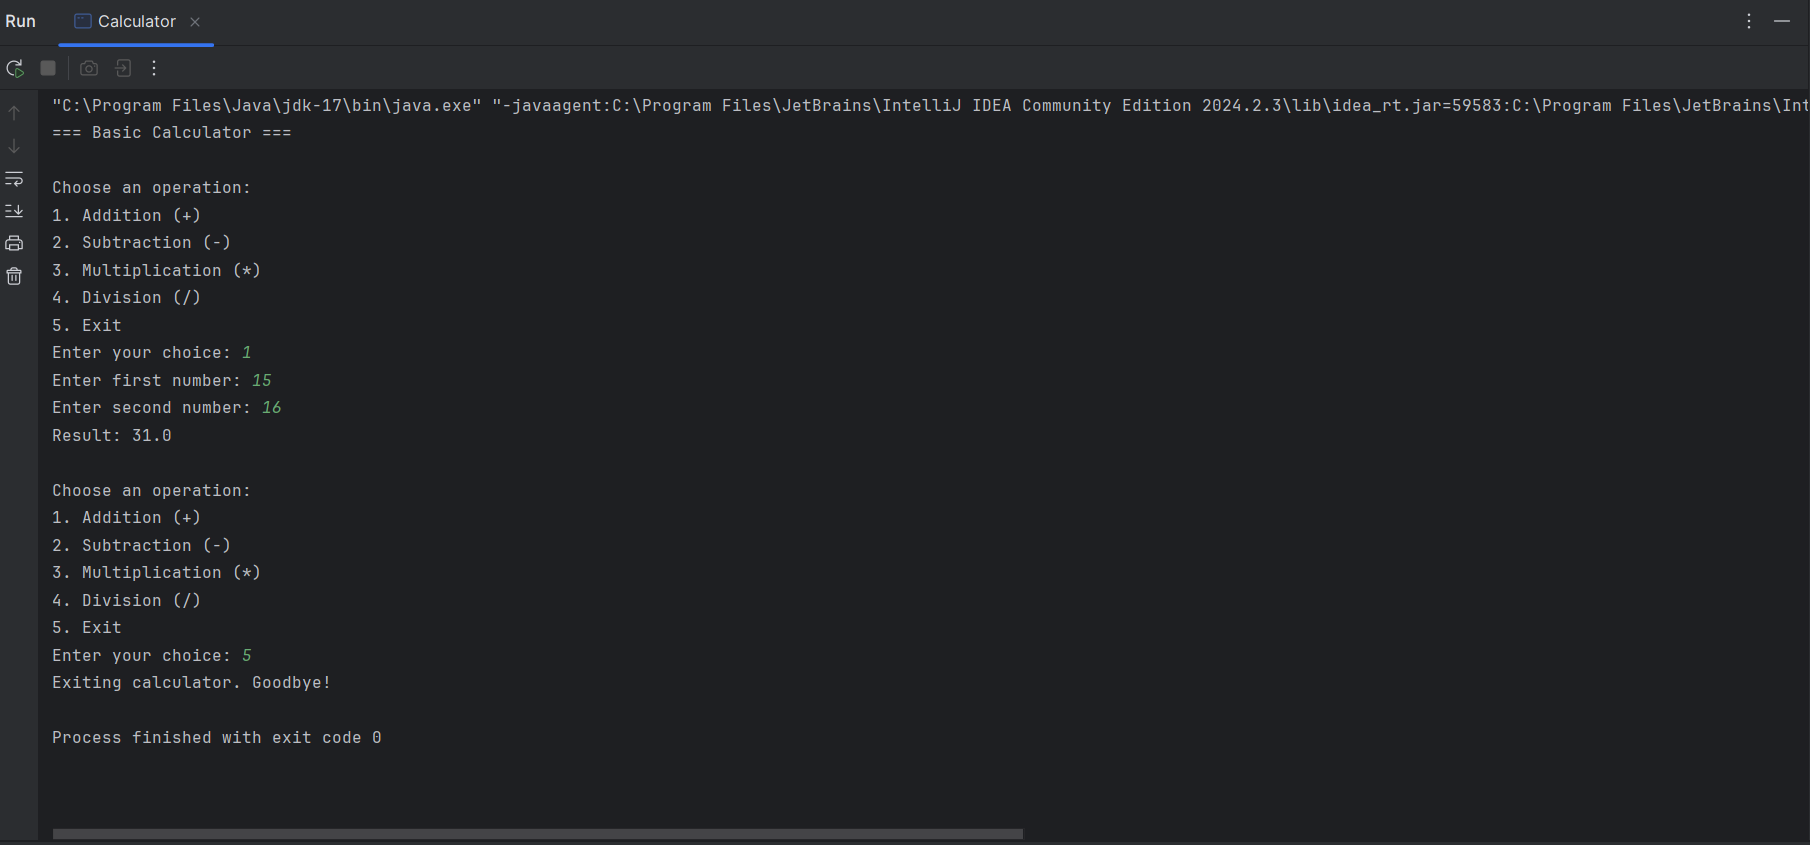 Run
Calculator
"C:\Program Files\Java\jdk-17\bin\java.exe" "-javaagent:C:\Program Files\JetBrains\IntelliJ IDEA Community Edition 2024.2.3\lib\idea_rt.jar=59583:C:\Program Files\JetBrains\Int
=== Basic Calculator ===
Choose an operation:
1. Addition (+)
2. Subtraction (-)
3. Multiplication (*)
4. Division (/)
5. Exit
Enter your choice: 1
Enter first number: 15
Enter second number: 16
Result: 31.0
Choose an operation:
1. Addition (+)
2. Subtraction (-)
3. Multiplication (*)
4. Division (/)
5. Exit
Enter your choice: 5
Exiting calculator. Goodbye!
Process finished with exit code 0